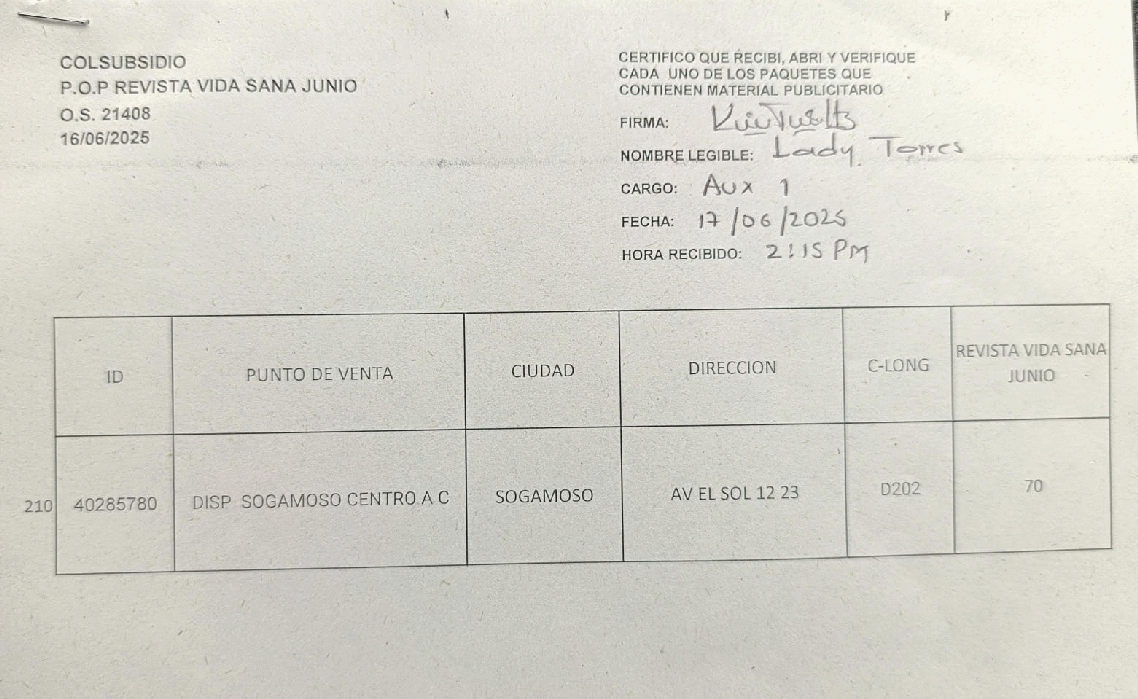 COLSUBSIDIO
P.O.P REVISTA VIDA SANA JUNIO
O.S. 21408
16/06/2025
CERTIFICO QUE RECIBI, ABRI Y VERIFIQUE
CADA UNO DE LOS PAQUETES QUE
CONTIENEN MATERIAL PUBLICITARIO
FIRMA:
NOMBRE LEGIBLE: Lady Torres
CARGO: Aux 1
FECHA: 17/06/2025
HORA RECIBIDO: 2:15 PM
ID PUNTO DE VENTA CIUDAD DIRECCION C-LONG REVISTA VIDA SANA
JUNIO
210 40285780 DISP SOGAMOSO CENTRO A C SOGAMOSO AV EL SOL 12 23 D202 70